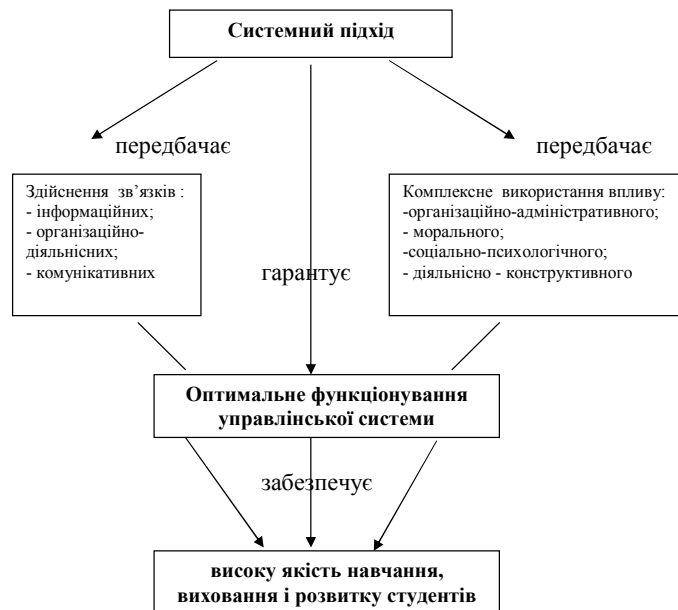 Системний підхід
передбачає
передбачає
Здійснення зв’язків :
- інформаційних;
- організаційно-
діяльнісних;
- комунікативних
Комплексне використання впливу:
-організаційно-адміністративного;
- морального;
-соціально-психологічного;
- діяльнісно - конструктивного
гарантує
Оптимальне функціонування
управлінської системи
забезпечує
високу якість навчання,
виховання і розвитку студентів